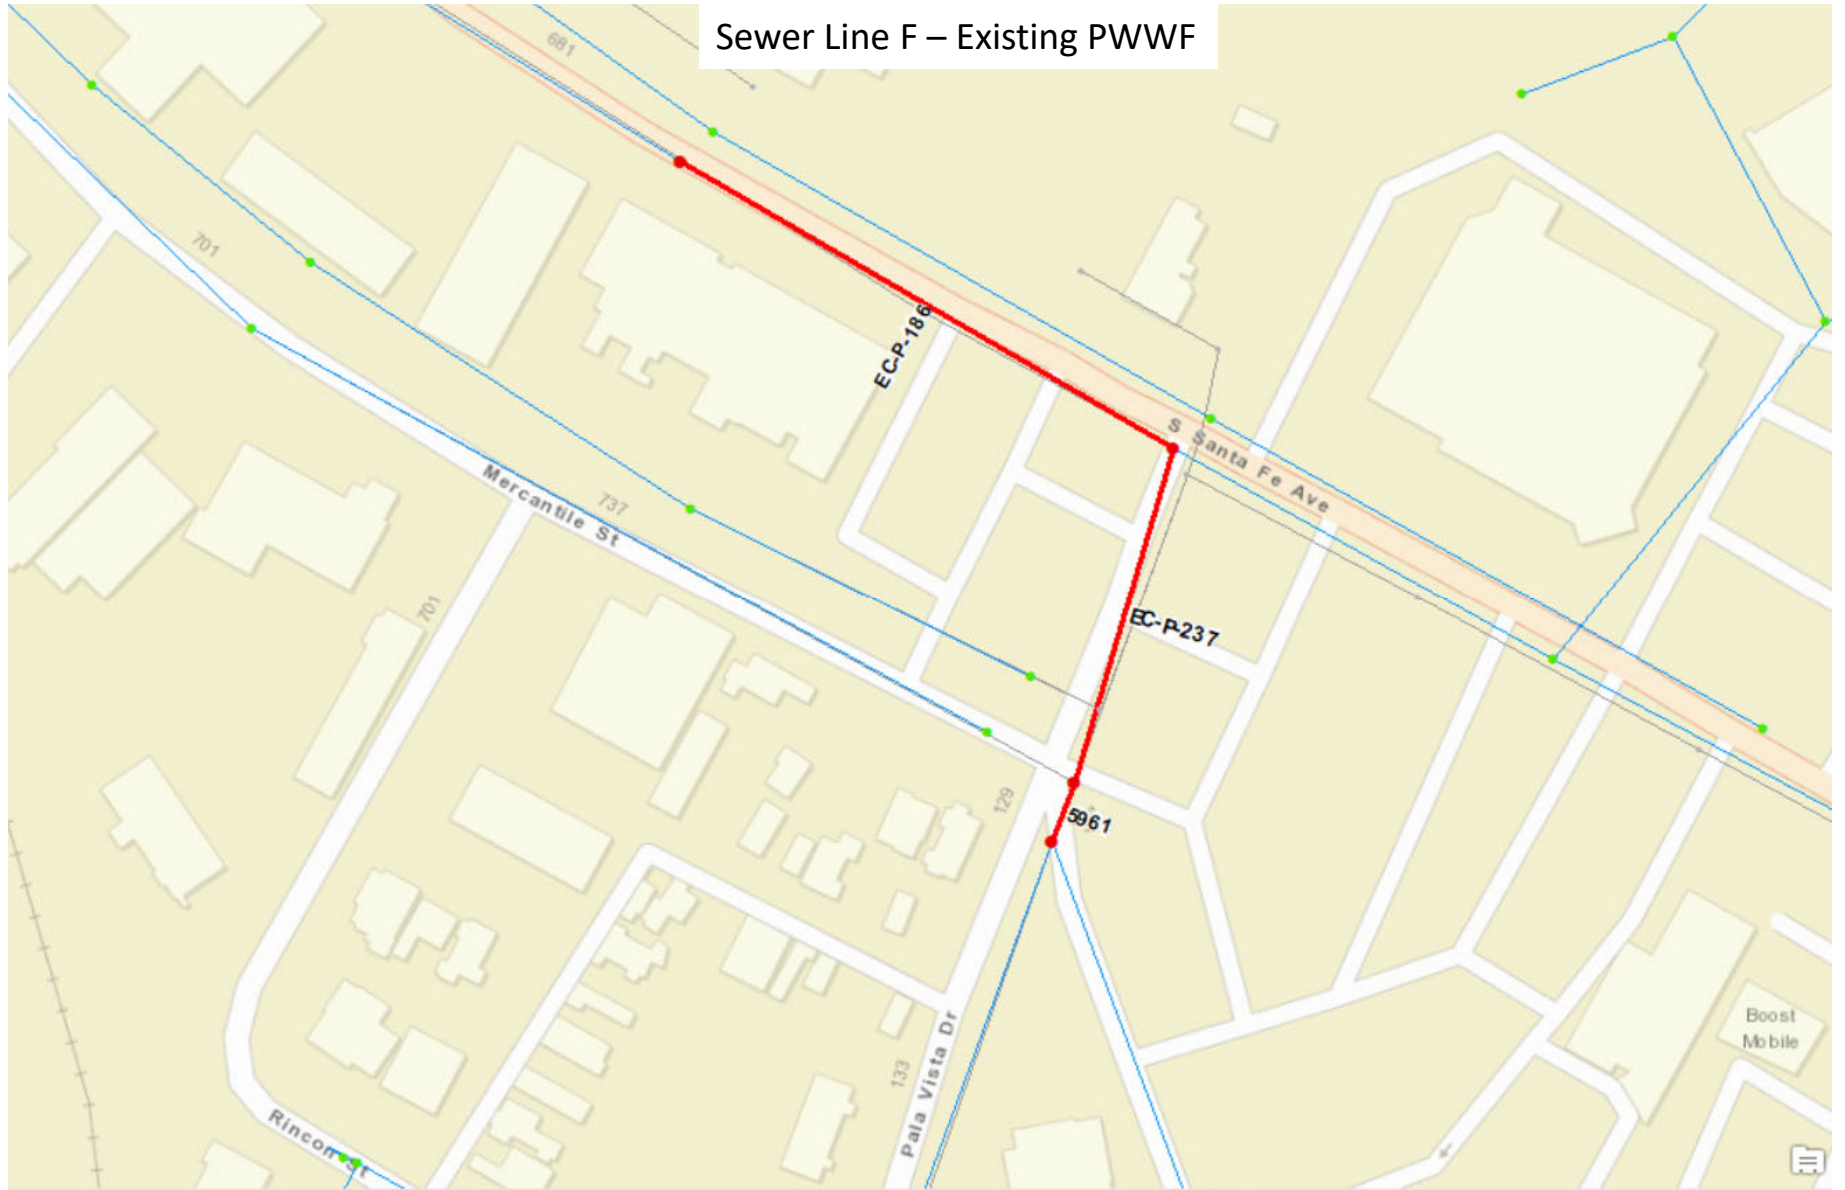 Sewer Line F – Existing PWWF
681
701
EC-P-186
S Santa Fe Ave
Mercantile St
737
701
EC-P-237
129
5961
Boost
Mobile
133
Pala Vista Dr
Rincon St